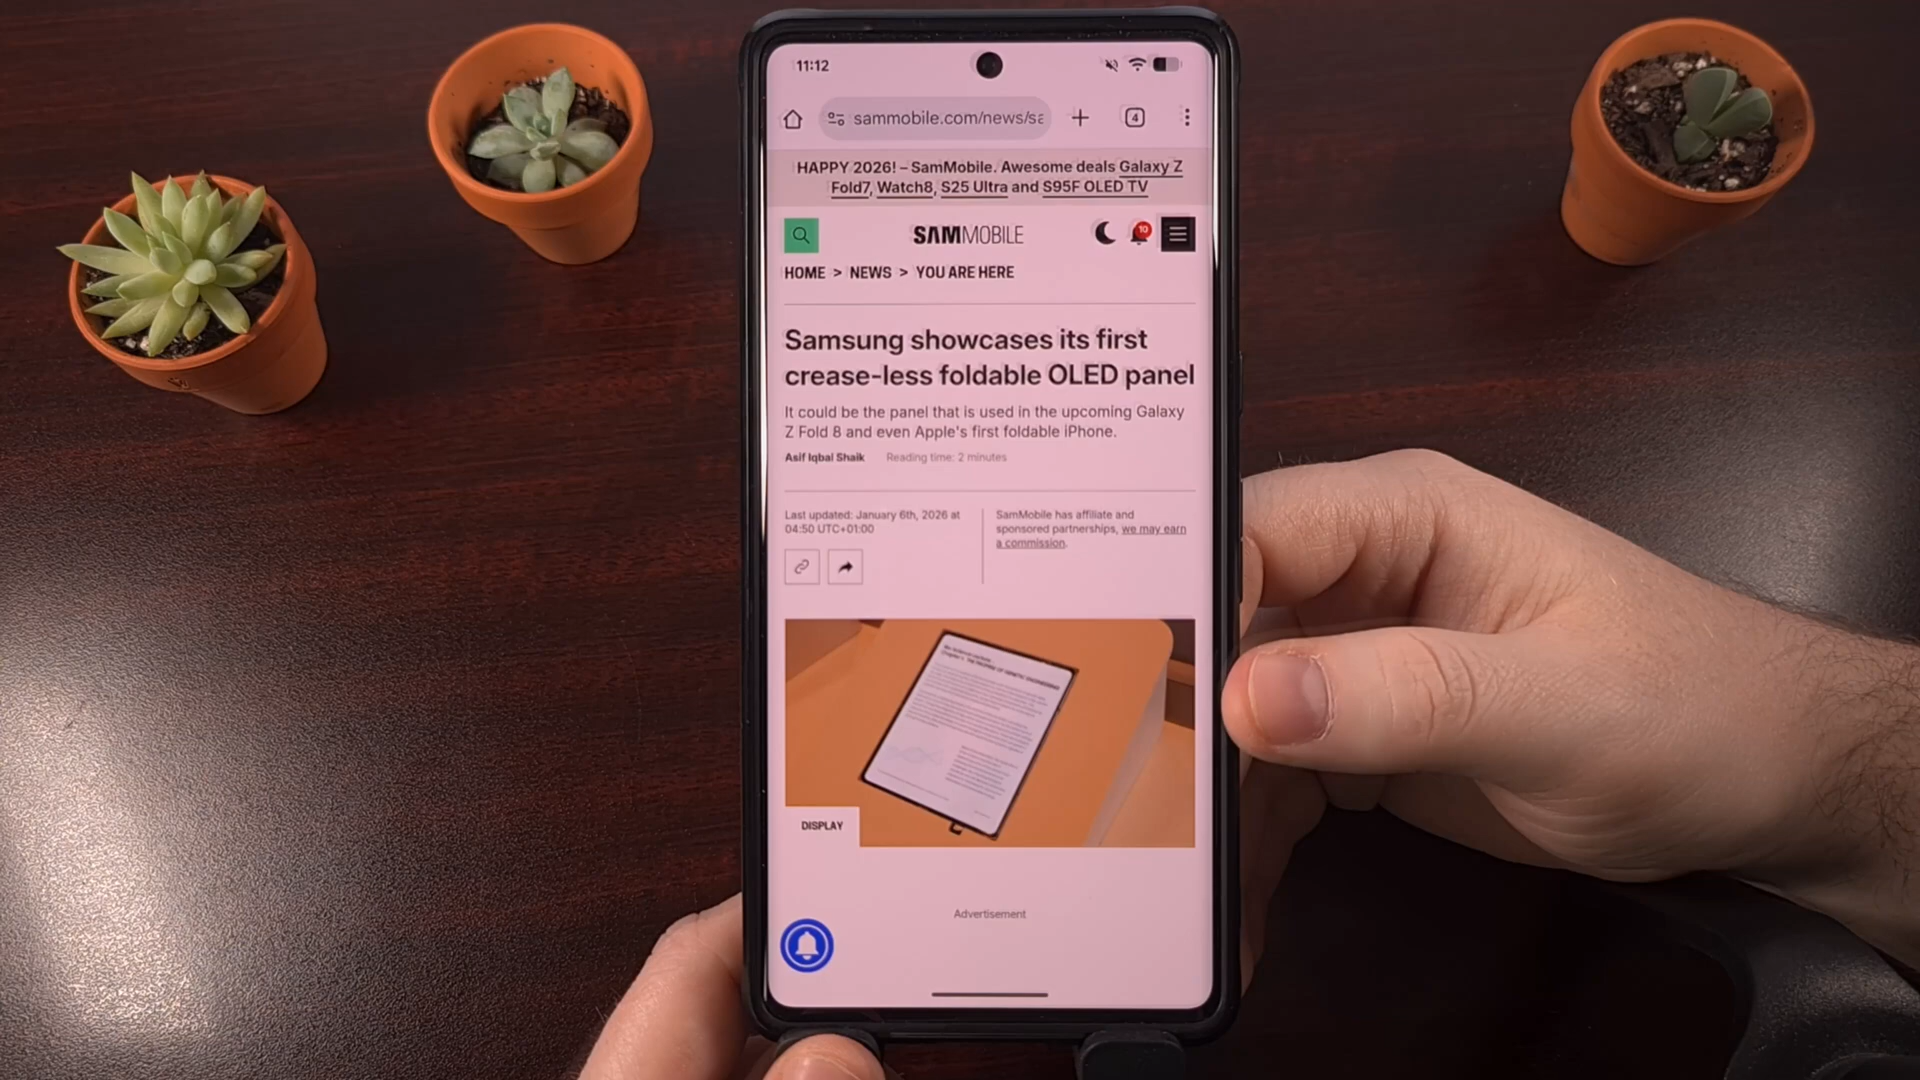 11:12
sammobile.com/news/sa
4
HAPPY 2026! – SamMobile. Awesome deals Galaxy Z
Fold7, Watch8, S25 Ultra and S95F OLED TV
SAMMOBILE
10
HOME > NEWS > YOU ARE HERE
Samsung showcases its first
crease-less foldable OLED panel
It could be the panel that is used in the upcoming Galaxy
Z Fold 8 and even Apple's first foldable iPhone.
Asif Iqbal Shaik Reading time: 2 minutes
Last updated: January 6th, 2026 at
04:50 UTC+01:00
SamMobile has affiliate and
sponsored partnerships, we may earn
a commission.
DISPLAY
Advertisement